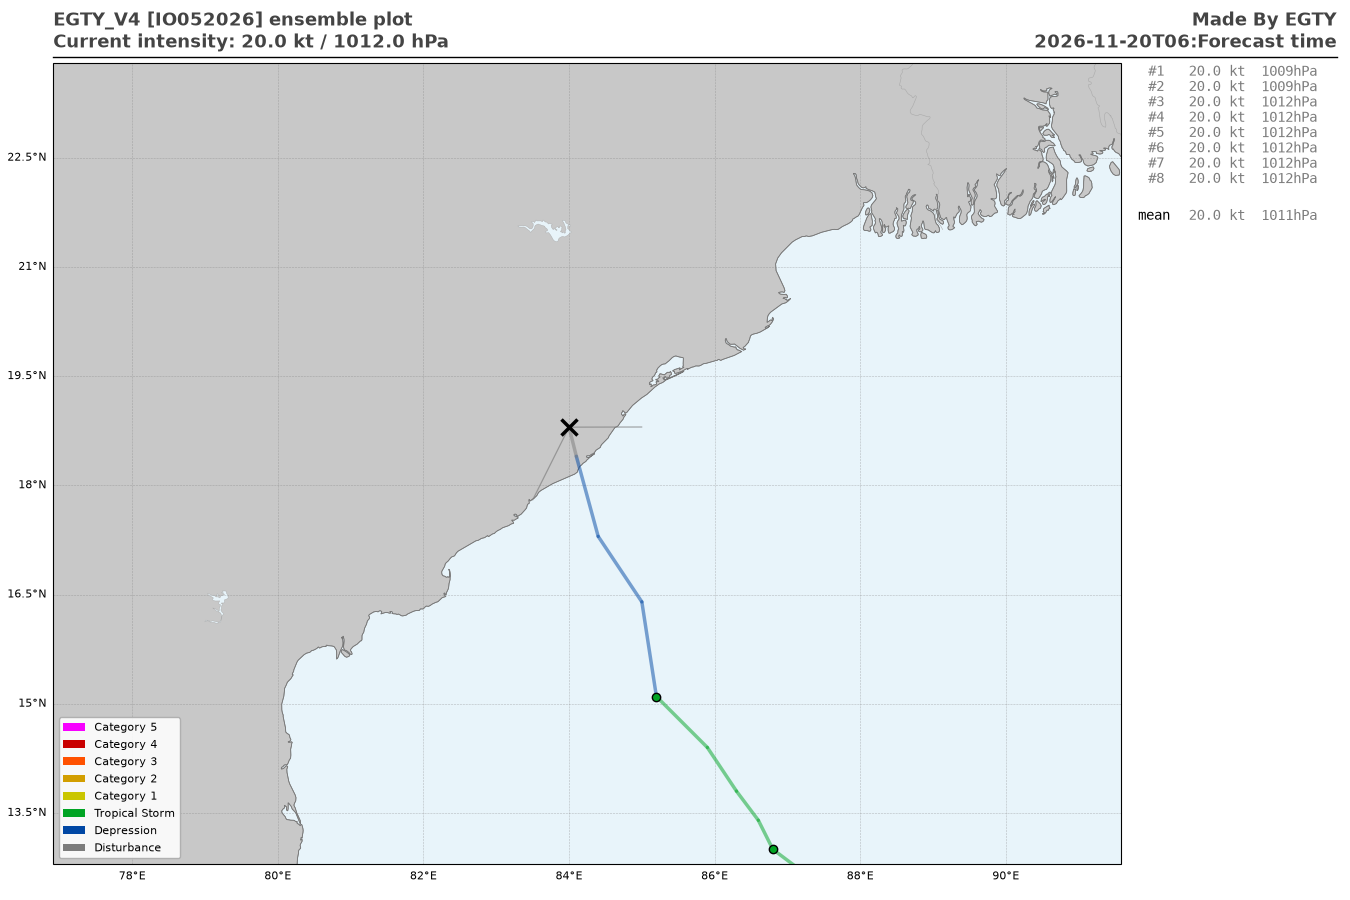 EGTY_V4 [IO052026] ensemble plot
Current intensity: 20.0 kt / 1012.0 hPa
Made By EGTY
2026-11-20T06:Forecast time
#1 20.0 kt 1009hPa
#2 20.0 kt 1009hPa
#3 20.0 kt 1012hPa
#4 20.0 kt 1012hPa
#5 20.0 kt 1012hPa
#6 20.0 kt 1012hPa
#7 20.0 kt 1012hPa
#8 20.0 kt 1012hPa
mean 20.0 kt 1011hPa
22.5°N
21°N
19.5°N
18°N
16.5°N
15°N
13.5°N
Category 5
Category 4
Category 3
Category 2
Category 1
Tropical Storm
Depression
Disturbance
78°E 80°E 82°E 84°E 86°E 88°E 90°E